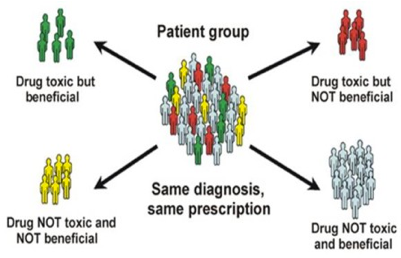 Patient group
Drug toxic but
beneficial
Drug toxic but
NOT beneficial
Same diagnosis,
same prescription
Drug NOT toxic and
NOT beneficial
Drug NOT toxic
and beneficial